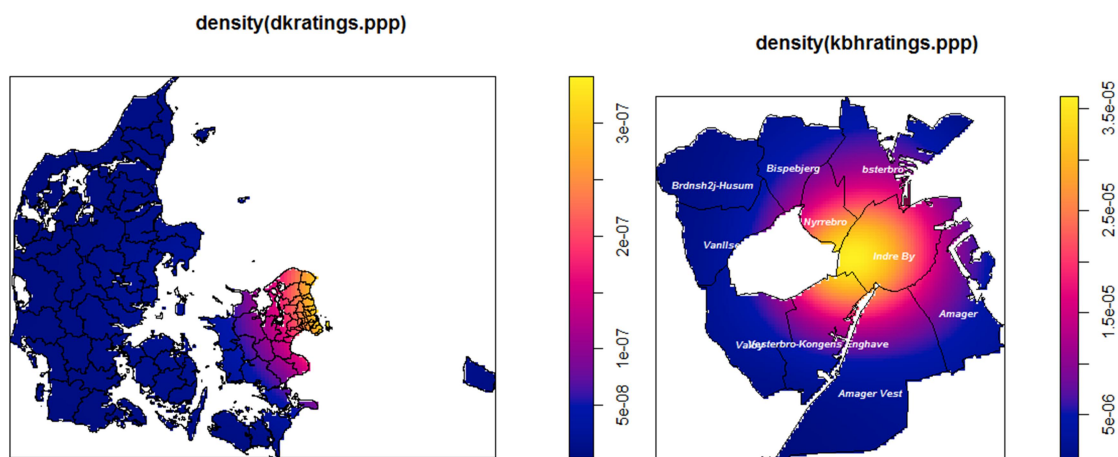 density(dkratings.ppp)
3e-07
2e-07
1e-07
5e-08
density(kbhratings.ppp)
Bispebjerg
bsterbro
Brdnsh2j-Husum
Nyrrebro
Vanllse
Indre By
Amager
Valby
Vesterbro-Kongens Enghave
Amager Vest
3.5e-05
2.5e-05
1.5e-05
5e-06